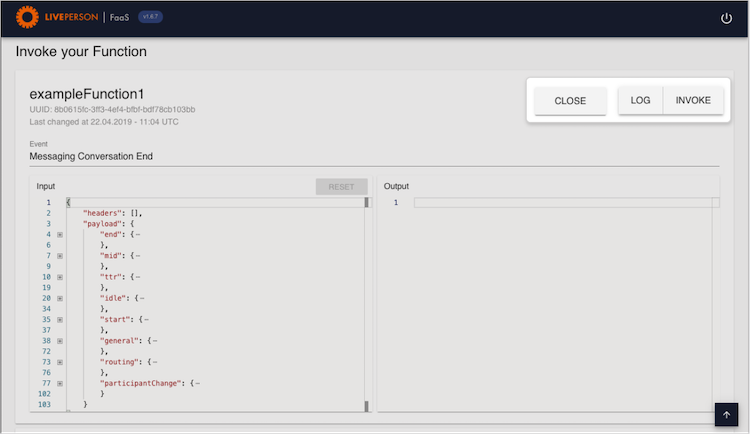 LIVEPERSON | FaaS v1.6.7
Invoke your Function
exampleFunction1
UUID: 8b0615fc-3ff3-4ef4-bfbf-bdf78cb103bb
Last changed at 22.04.2019 - 11:04 UTC
CLOSE LOG INVOKE
Event
Messaging Conversation End
Input RESET Output
1 { 1
2 "headers": [],
3 "payload": {
4 "end": {↔
6 },
7 "mid": {↔
9 },
10 "ttr": {↔
19 },
20 "idle": {↔
34 },
35 "start": {↔
37 },
38 "general": {↔
72 },
73 "routing": {↔
76 },
77 "participantChange": {↔
102 }
103 }